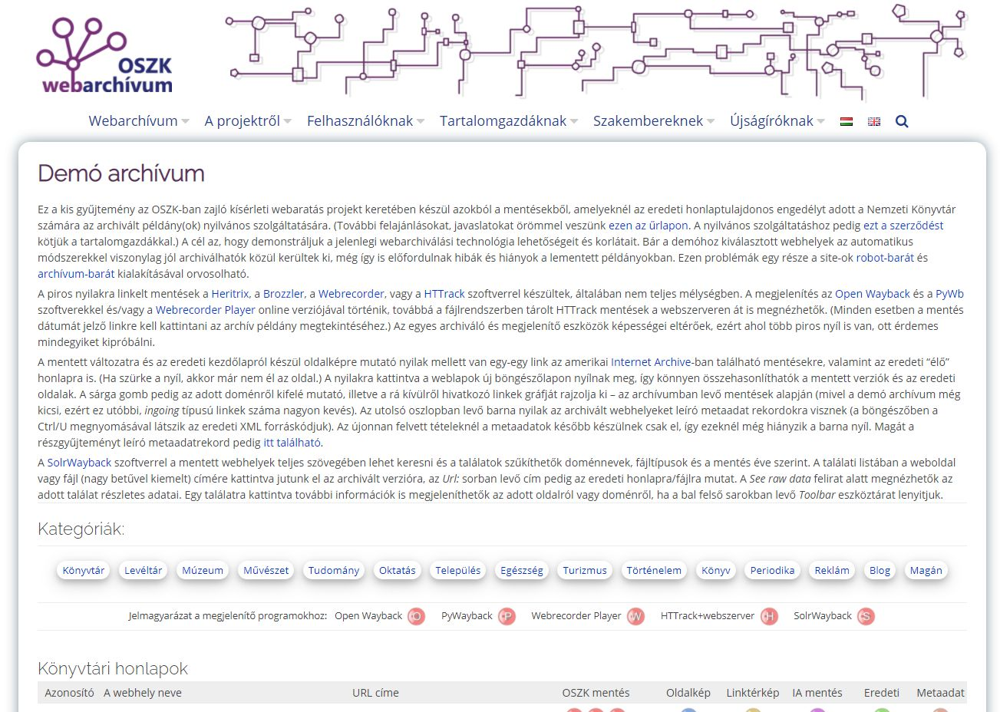 OSZK
webarchívum
Webarchívum A projektről Felhasználóknak Tartalomgazdáknak Szakembereknek Újságíróknak
Demó archívum
Ez a kis gyűjtemény az OSZK-ban zajló kísérleti webaratás projekt keretében készül azokból a mentésekből, amelyeknél az eredeti honlaptulajdonos engedélyt adott a Nemzeti Könyvtár
számára az archivált példány(ok) nyilvános szolgáltatására. (További felajánlásokat, javaslatokat örömmel veszünk ezen az űrlapon. A nyilvános szolgáltatáshoz pedig ezt a szerződést
kötjük a tartalomgazdákkal.) A cél az, hogy demonstráljuk a jelenlegi webarchiválási technológia lehetőségeit és korlátait. Bár a demóhoz kiválasztott webhelyek az automatikus
módszerekkel viszonylag jól archiválhatók közül kerültek ki, még így is előfordulnak hibák és hiányok a lementett példányokban. Ezen problémák egy része a site-ok robot-barát és
archívum-barát kialakításával orvosolható.
A piros nyilakra linkelt mentések a Heritrix, a Brozzler, a Webrecorder, vagy a HTTrack szoftverrel készültek, általában nem teljes mélységben. A megjelenítés az Open Wayback és a PyWb
szoftverekkel és/vagy a Webrecorder Player online verziójával történik, továbbá a fájlrendszerben tárolt HTTrack mentések a webszerveren át is megnézhetők. (Minden esetben a mentés
dátumát jelző linkre kell kattintani az archív példány megtekintéséhez.) Az egyes archiváló és megjelenítő eszközök képességei eltérőek, ezért ahol több piros nyíl is van, ott érdemes
mindegyiket kipróbálni.
A mentett változatra és az eredeti kezdőlapról készül oldalképre mutató nyilak mellett van egy-egy link az amerikai Internet Archive-ban található mentésekre, valamint az eredeti “élő”
honlapra is. (Ha szürke a nyíl, akkor már nem él az oldal.) A nyilakra kattintva a weblapok új böngészőlapon nyílnak meg, így könnyen összehasonlíthatók a mentett verziók és az eredeti
oldalak. A sárga gomb pedig az adott doménről kifelé mutató, illetve a rá kívülről hivatkozó linkek gráfját rajzolja ki – az archívumban levő mentések alapján (mivel a demó archívum még
kicsi, ezért ez utóbbi, ingoing típusú linkek száma nagyon kevés). Az utolsó oszlopban levő barna nyilak az archivált webhelyeket leíró metaadat rekordokra visznek (a böngészőben a
Ctrl/U megnyomásával látszik az eredeti XML forráskódjuk). Az újonnan felvett tételeknél a metaadatok később készülnek csak el, így ezeknél még hiányzik a barna nyíl. Magát a
részgyűjteményt leíró metaadatrekord pedig itt található.
A SolrWayback szoftverrel a mentett webhelyek teljes szövegében lehet keresni és a találatok szűkíthetők doménnevek, fájltípusok és a mentés éve szerint. A találati listában a weboldal
vagy fájl (nagy betűvel kiemelt) címére kattintva jutunk el az archivált verzióra, az Url: sorban levő cím pedig az eredeti honlapra/fájlra mutat. A See raw data felirat alatt megnézhetők az
adott találat részletes adatai. Egy találatra kattintva további információk is megjeleníthetők az adott oldalról vagy doménről, ha a bal felső sarokban levő Toolbar eszköztárat lenyitjuk.
Kategóriák:
Könyvtár Levéltár Múzeum Művészet Tudomány Oktatás Település Egészség Turizmus Történelem Könyv Periodika Reklám Blog Magán
Jelmagyarázat a megjelenítő programokhoz: Open Wayback O PyWayback P Webrecorder Player W HTTrack+webszerver H SolrWayback S
Könyvtári honlapok
Azonosító A webhely neve URL címe OSZK mentés Oldalkép Linktérkép IA mentés Eredeti Metaadat